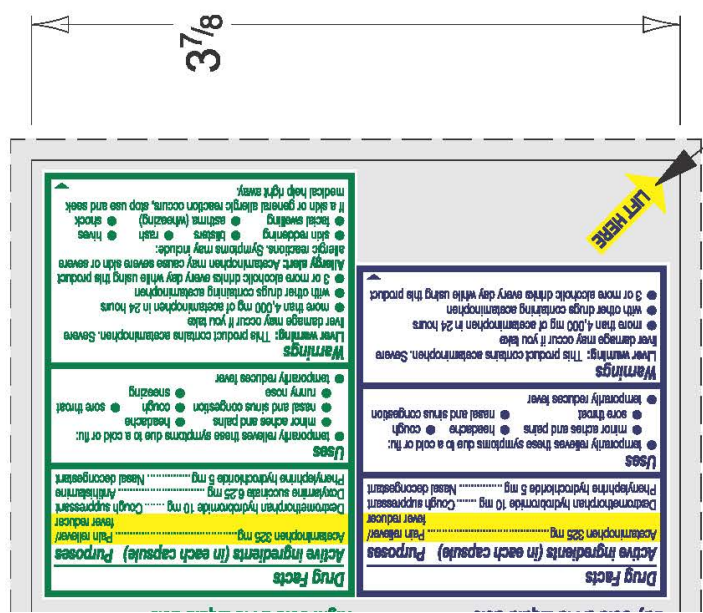 3 7/8
LIFT HERE
Drug Facts
Active ingredients (in each capsule) Purposes
Acetaminophen 325 mg................................ Pain reliever/
fever reducer
Dextromethorphan hydrobromide 10 mg ......Cough suppressant
Phenylephrine hydrochloride 5 mg ............. Nasal decongestant
Uses
● temporarily relieves these symptoms due to a cold or flu:
● minor aches and pains ● headache ● cough
● sore throat ● nasal and sinus congestion
● temporarily reduces fever
Warnings
Liver warning: This product contains acetaminophen. Severe
liver damage may occur if you take
● more than 4,000 mg of acetaminophen in 24 hours
● with other drugs containing acetaminophen
● 3 or more alcoholic drinks every day while using this product
Drug Facts
Active ingredients (in each capsule) Purposes
Acetaminophen 325 mg................................ Pain reliever/
fever reducer
Dextromethorphan hydrobromide 10 mg ...... Cough suppressant
Doxylamine succinate 6.25 mg ........................ Antihistamine
Phenylephrine hydrochloride 5 mg ............. Nasal decongestant
Uses
● temporarily relieves these symptoms due to a cold or flu:
● minor aches and pains ● headache
● nasal and sinus congestion ● cough ● sore throat
● runny nose ● sneezing
● temporarily reduces fever
Warnings
Liver warning: This product contains acetaminophen. Severe
liver damage may occur if you take
● more than 4,000 mg of acetaminophen in 24 hours
● with other drugs containing acetaminophen
● 3 or more alcoholic drinks every day while using this product
Allergy alert: Acetaminophen may cause severe skin or severe
allergic reactions. Symptoms may include:
● skin reddening ● blisters ● rash ● hives
● facial swelling ● asthma (wheezing) ● shock
If a skin or general allergic reaction occurs, stop use and seek
medical help right away.